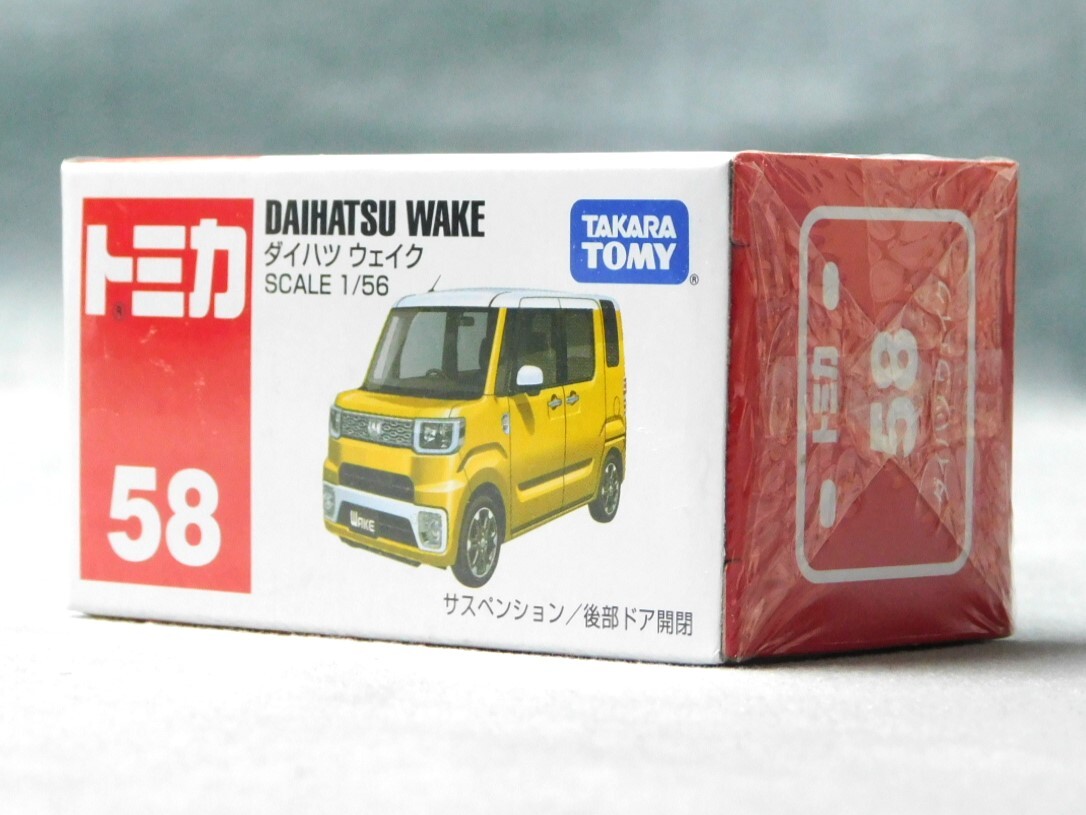 トミカ
®
58
DAIHATSU WAKE
ダイハツ ウェイク
SCALE 1/56
TAKARA
TOMY
®
WAKE
サスペンション/後部ドア開閉
58